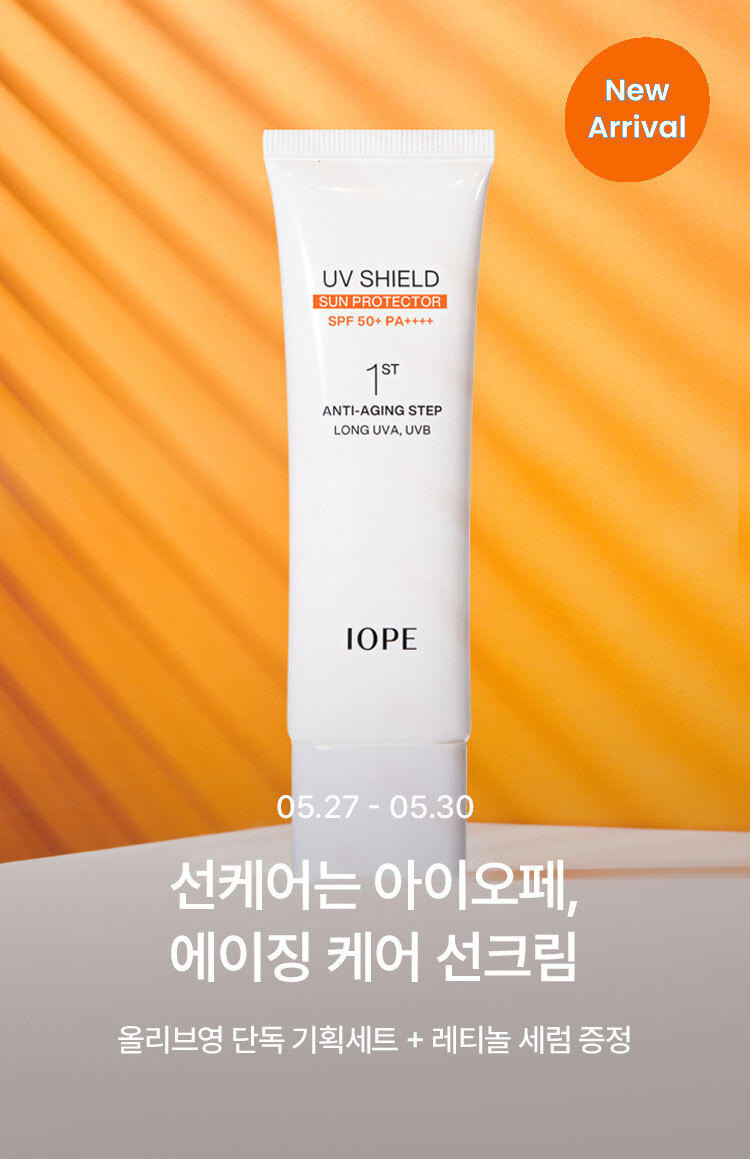 New
Arrival
UV SHIELD
SUN PROTECTOR
SPF 50+ PA++++
1ST
ANTI-AGING STEP
LONG UVA, UVB
IOPE
05.27 - 05.30
선케어는 아이오페,
에이징 케어 선크림
올리브영 단독 기획세트 + 레티놀 세럼 증정